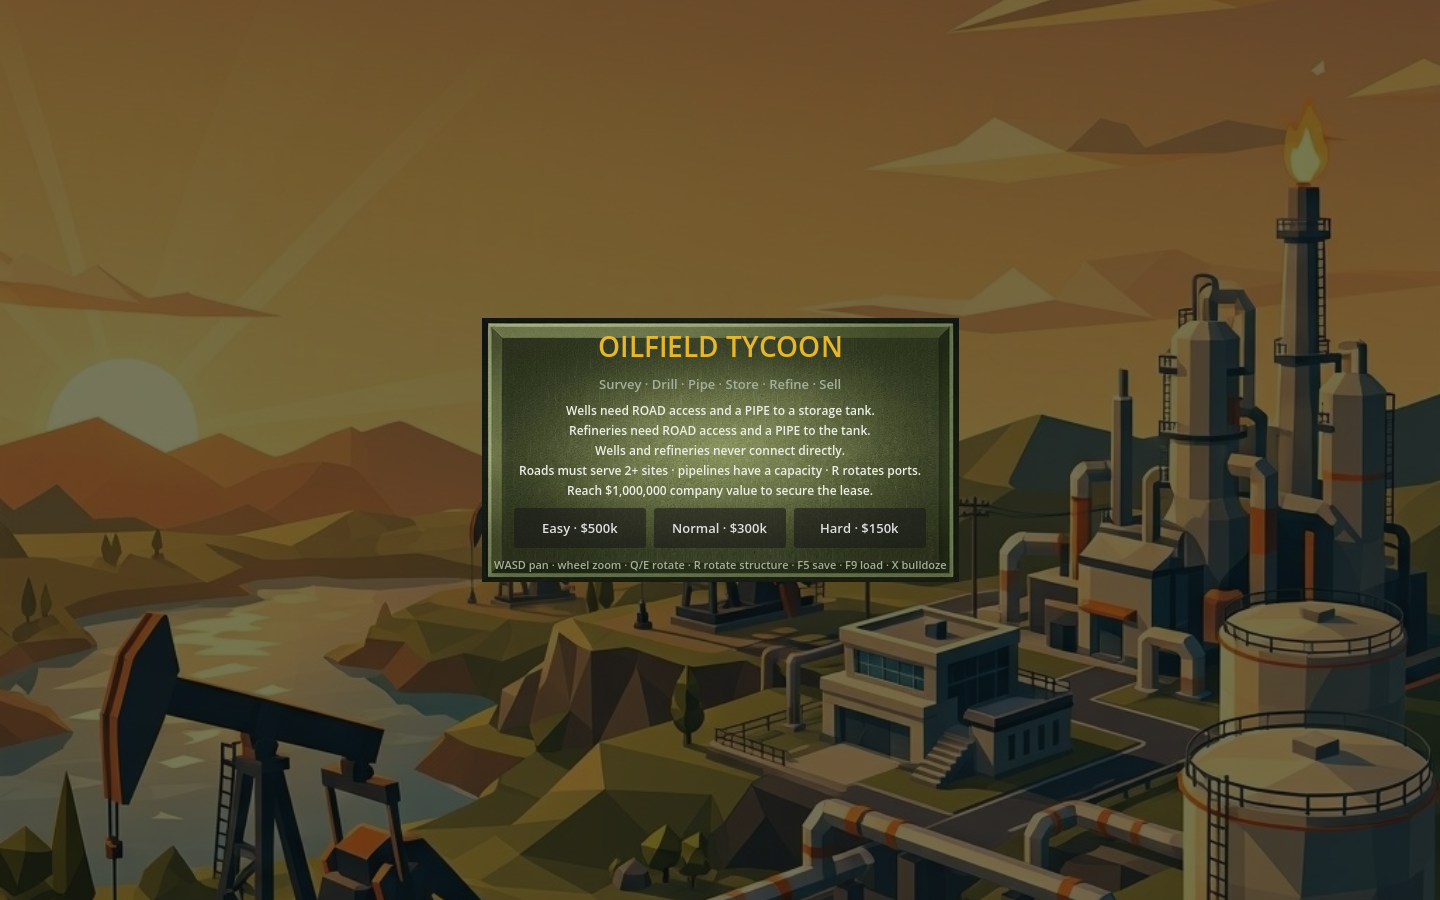 OILFIELD TYCOON
Survey · Drill · Pipe · Store · Refine · Sell
Wells need ROAD access and a PIPE to a storage tank.
Refineries need ROAD access and a PIPE to the tank.
Wells and refineries never connect directly.
Roads must serve 2+ sites · pipelines have a capacity · R rotates ports.
Reach $1,000,000 company value to secure the lease.
Easy · $500k Normal · $300k Hard · $150k
WASD pan · wheel zoom · Q/E rotate · R rotate structure · F5 save · F9 load · X bulldoze